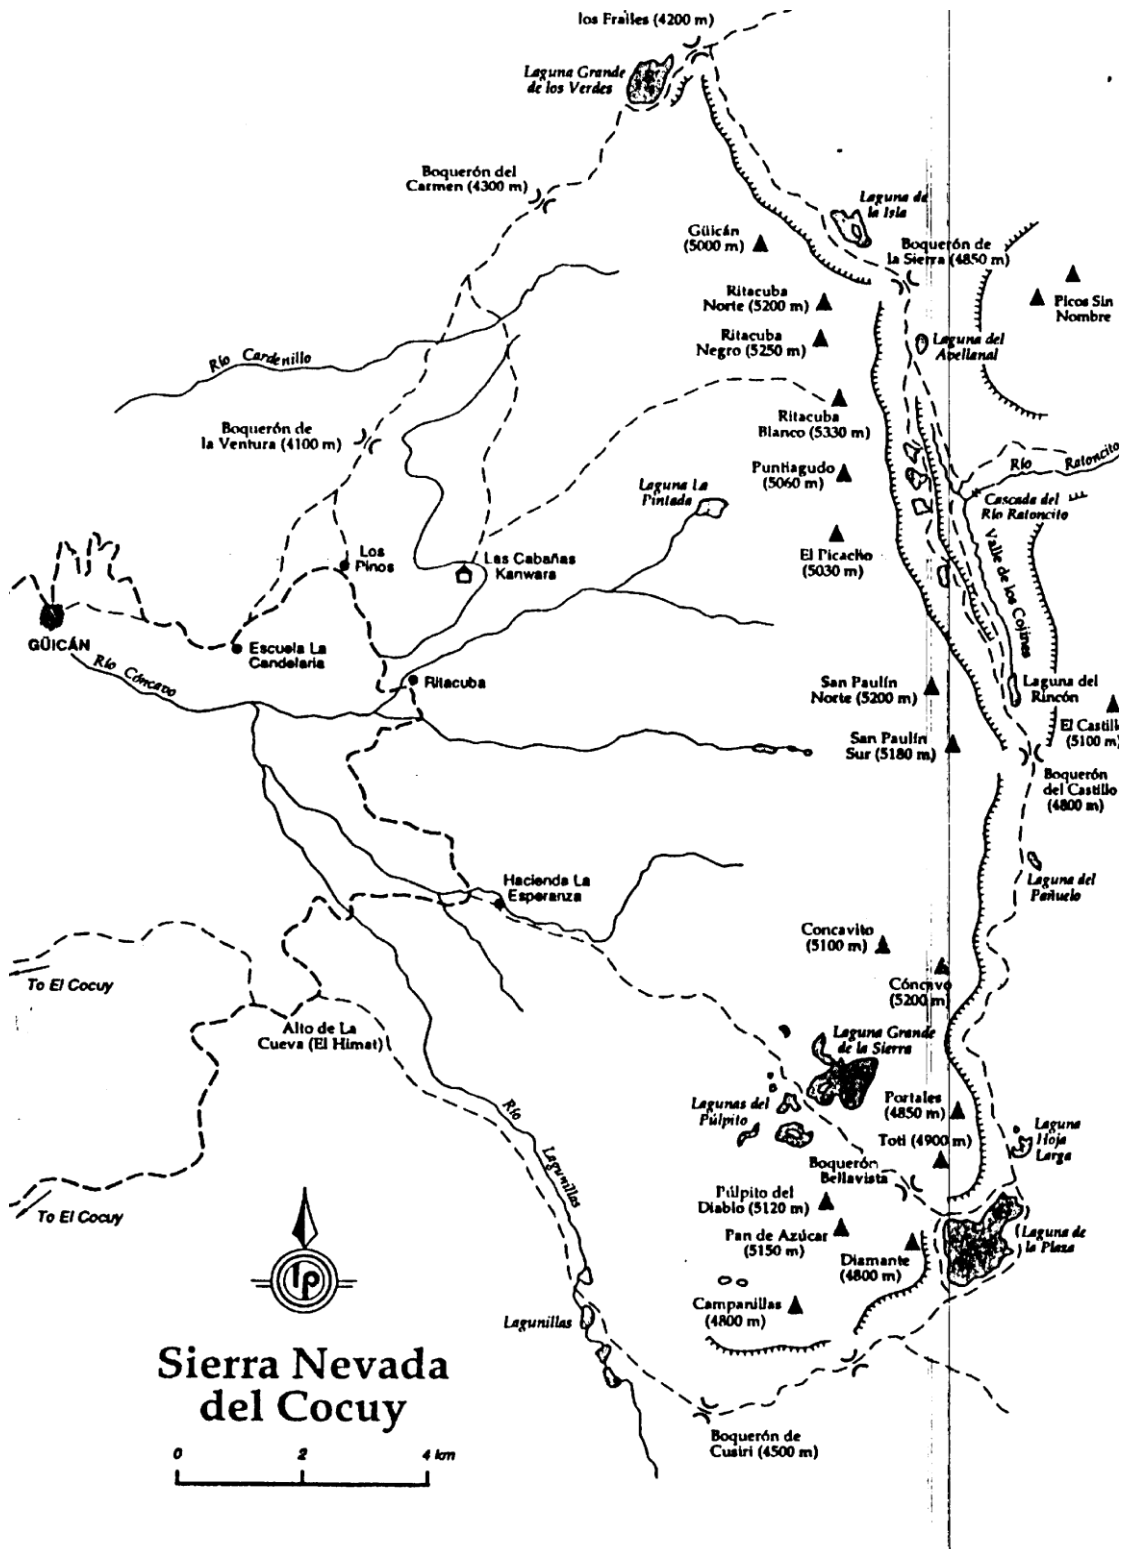 los Frailes (4200 m)
Laguna Grande
de los Verdes
Boquerón del
Carmen (4300 m)
Laguna de
la Isla
Güicán
(5000 m)
Boquerón de
la Sierra (4850 m)
Picos Sin
Nombre
Ritacuba
Norte (5200 m)
Ritacuba
Negro (5250 m)
Laguna del
Avellanal
Río Cardenillo
Ritacuba
Blanco (5330 m)
Boquerón de
la Ventura (4100 m)
Puntiagudo
(5060 m)
Río Ratoncito
Laguna La
Pintada
Cascada del
Río Ratoncito
El Picacho
(5030 m)
Valle de los Cojines
Los
Pinos
Las Cabañas
Kanwara
GÜICÁN
Escuela La
Candelaria
Río Cóncavo
Ritacuba
San Paulín
Norte (5200 m)
Laguna del
Rincón
El Castill
(5100 m)
San Paulín
Sur (5180 m)
Boquerón
del Castillo
(4800 m)
Hacienda La
Esperanza
Laguna del
Pañuelo
Concavito
(5100 m)
To El Cocuy
Cóncavo
(5200 m)
Alto de La
Cueva (El Himat)
Laguna Grande
de la Sierra
Lagunas del
Púlpito
Portales
(4850 m)
Toti (4900 m)
Laguna
Hoja
Larga
Río Lagunillas
Boquerón
Bellavista
Púlpito del
Diablo (5120 m)
To El Cocuy
Pan de Azúcar
(5150 m)
Diamante
(4800 m)
Laguna de
la Plaza
lp
Campanillas
(4800 m)
Lagunillas
Sierra Nevada
del Cocuy
Boquerón de
Cusiri (4500 m)
0 2 4 km